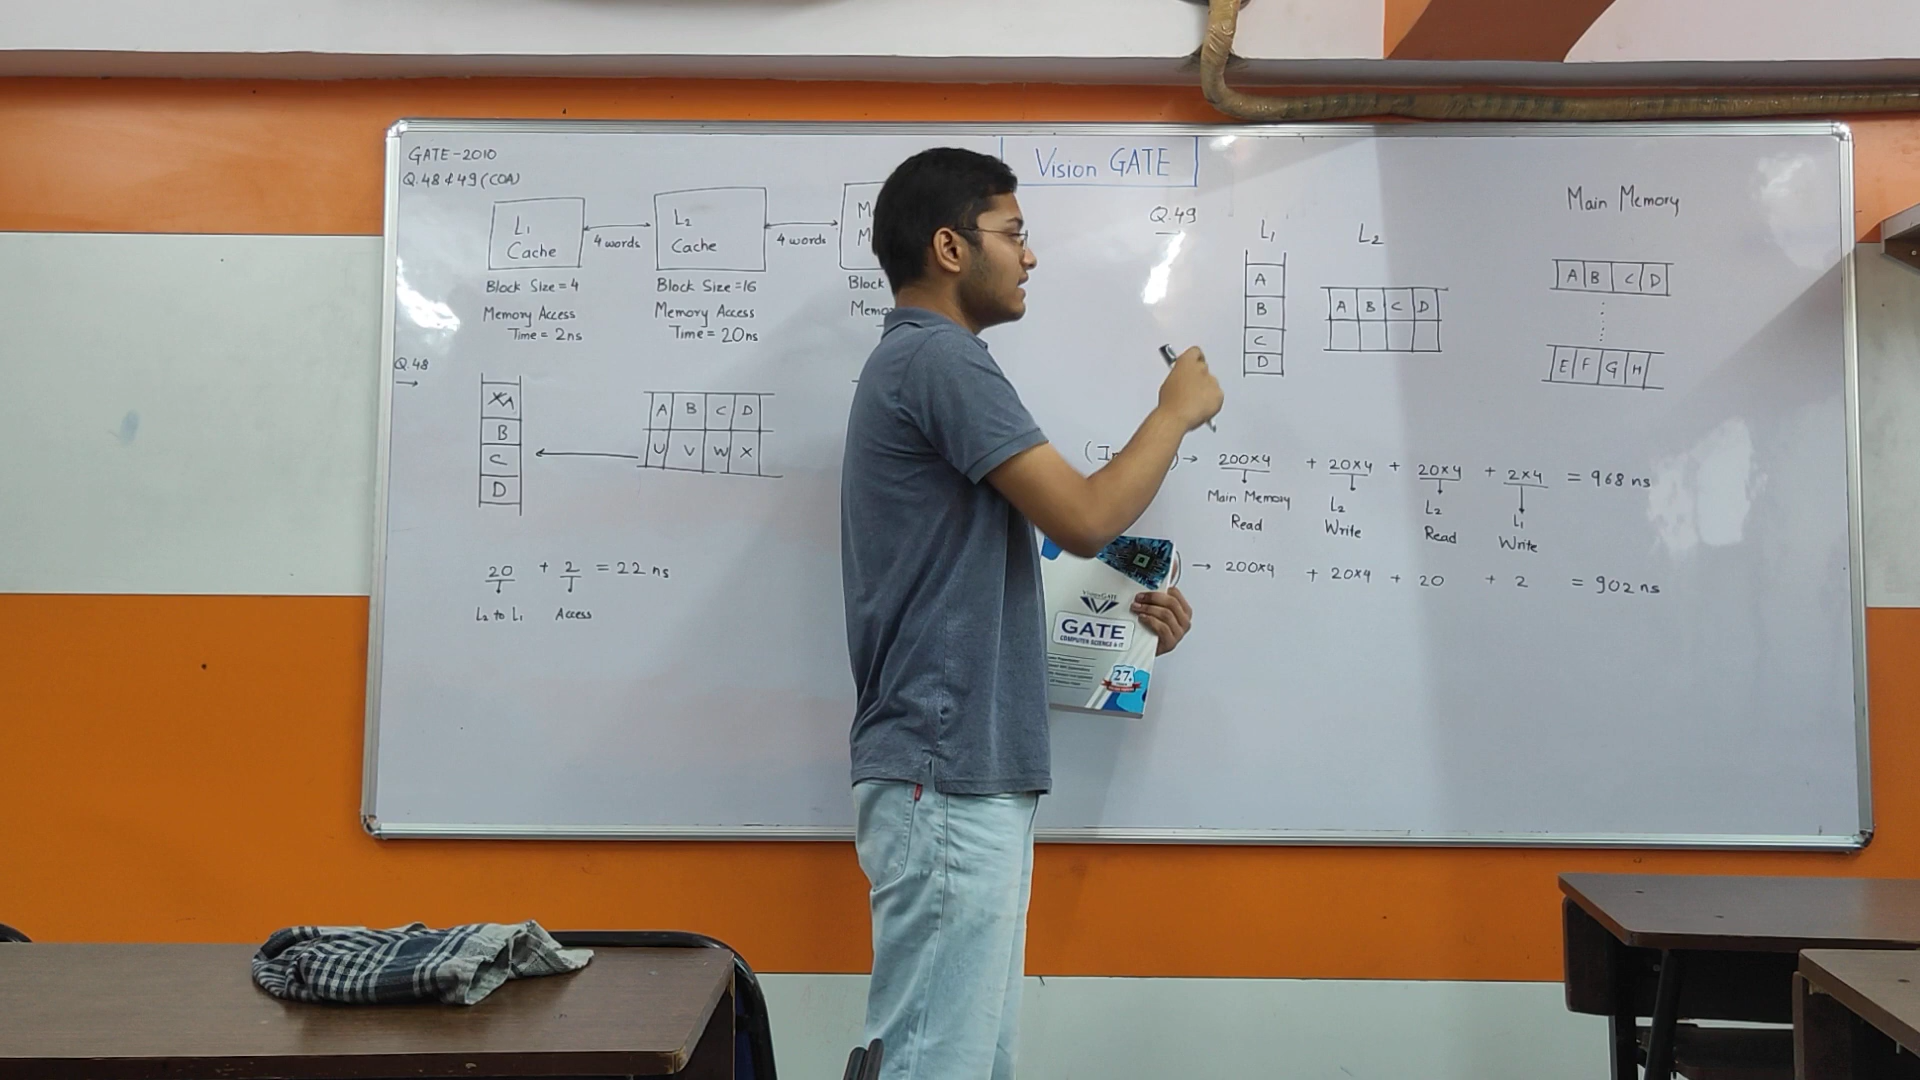 GATE-2010
Q.48 & 49 (COA)
L1 Cache
4 words
L2 Cache
4 words
Block Size = 4
Block Size = 16
Block
Memory Access Time = 2ns
Memory Access Time = 20ns
Q.48
XA
B
C
D
A B C D
U V W X
20 + 2 = 22 ns
L2 to L1 Access
Vision GATE
Q.49
L1
L2
Main Memory
A
B
C
D
A B C D
A B C D
E F G H
→ 200×4 + 20×4 + 20×4 + 2×4 = 968 ns
Main Memory Read
L2 Write
L2 Read
L1 Write
→ 200×4 + 20×4 + 20 + 2 = 902 ns
GATE
COMPUTER SCIENCE & IT
27